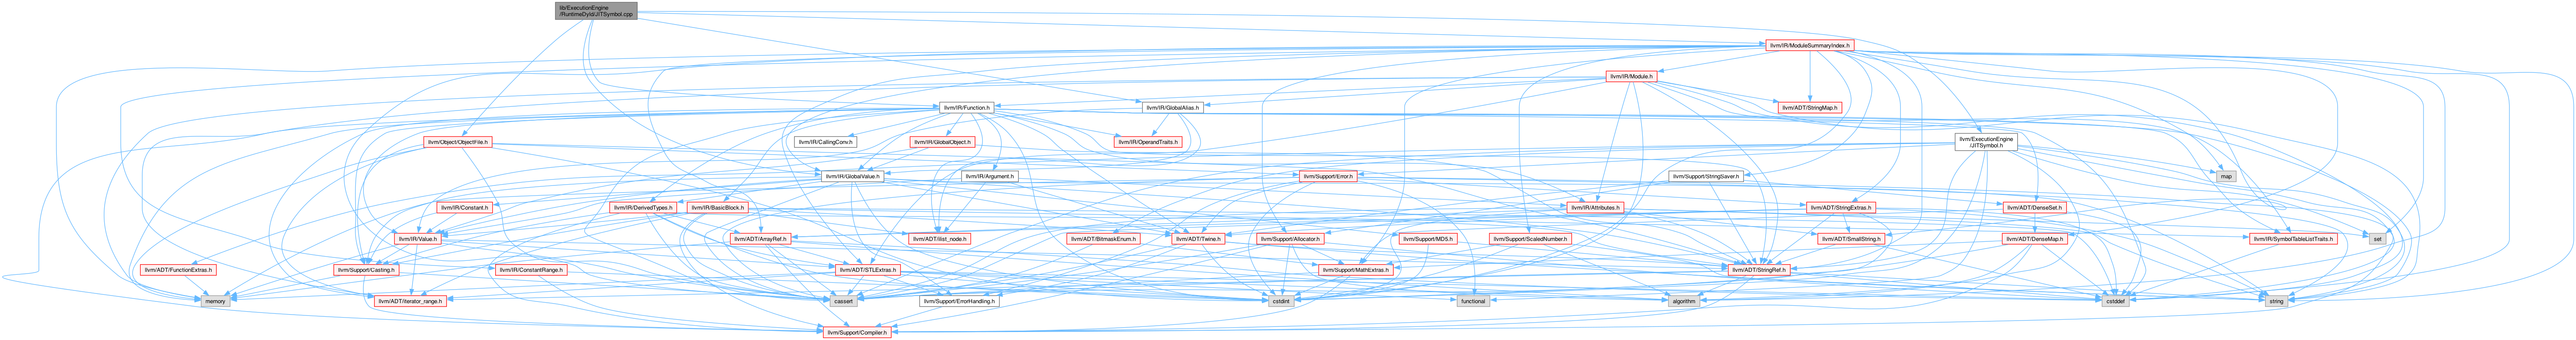 lib/ExecutionEngine
/RuntimeDyld/JITSymbol.cpp
llvm/IR/ModuleSummaryIndex.h
llvm/IR/Module.h
llvm/IR/Function.h
llvm/IR/GlobalAlias.h
llvm/ADT/StringMap.h
llvm/Object/ObjectFile.h
llvm/IR/CallingConv.h
llvm/IR/GlobalObject.h
llvm/IR/OperandTraits.h
llvm/ExecutionEngine
/JITSymbol.h
llvm/IR/GlobalValue.h
llvm/IR/Argument.h
llvm/Support/Error.h
llvm/Support/StringSaver.h
map
llvm/IR/Constant.h
llvm/IR/DerivedTypes.h
llvm/IR/BasicBlock.h
llvm/IR/Attributes.h
llvm/ADT/StringExtras.h
llvm/ADT/DenseSet.h
llvm/IR/Value.h
llvm/ADT/ArrayRef.h
llvm/ADT/ilist_node.h
llvm/ADT/BitmaskEnum.h
llvm/ADT/Twine.h
llvm/Support/Allocator.h
llvm/Support/MD5.h
llvm/Support/ScaledNumber.h
llvm/ADT/SmallString.h
llvm/ADT/DenseMap.h
llvm/IR/SymbolTableListTraits.h
set
llvm/ADT/FunctionExtras.h
llvm/Support/Casting.h
llvm/IR/ConstantRange.h
llvm/ADT/STLExtras.h
llvm/Support/MathExtras.h
llvm/ADT/StringRef.h
memory
llvm/ADT/iterator_range.h
cassert
llvm/Support/ErrorHandling.h
cstdint
functional
algorithm
cstddef
string
llvm/Support/Compiler.h